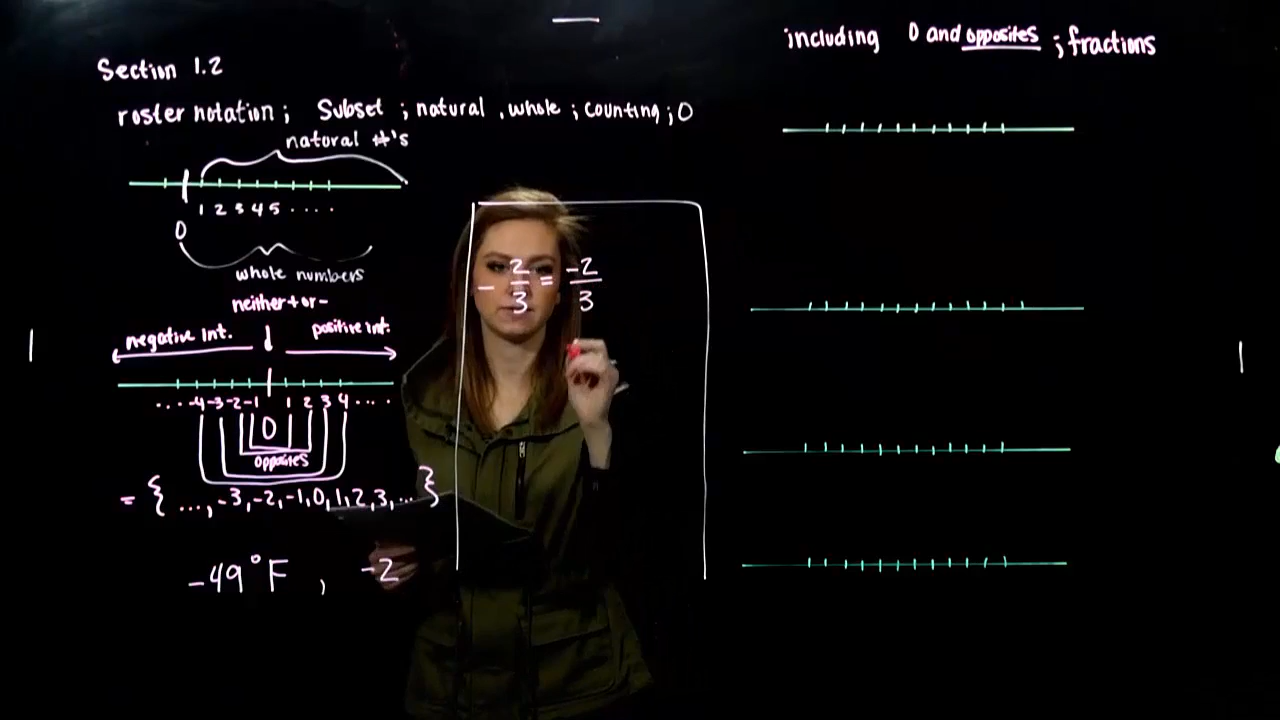 Section 1.2
roster notation ; Subset ; natural , whole ; counting ; 0
natural #'s
1 2 3 4 5 . . . .
0
whole numbers
neither + or -
negative int.
positive int.
. . . -4 -3 -2 -1 1 2 3 4 . . . .
0
opposites
= { ..., -3, -2, -1, 0, 1, 2, 3, ... }
-49°F , -2
- 2/3 = -2/3
including 0 and opposites ; fractions